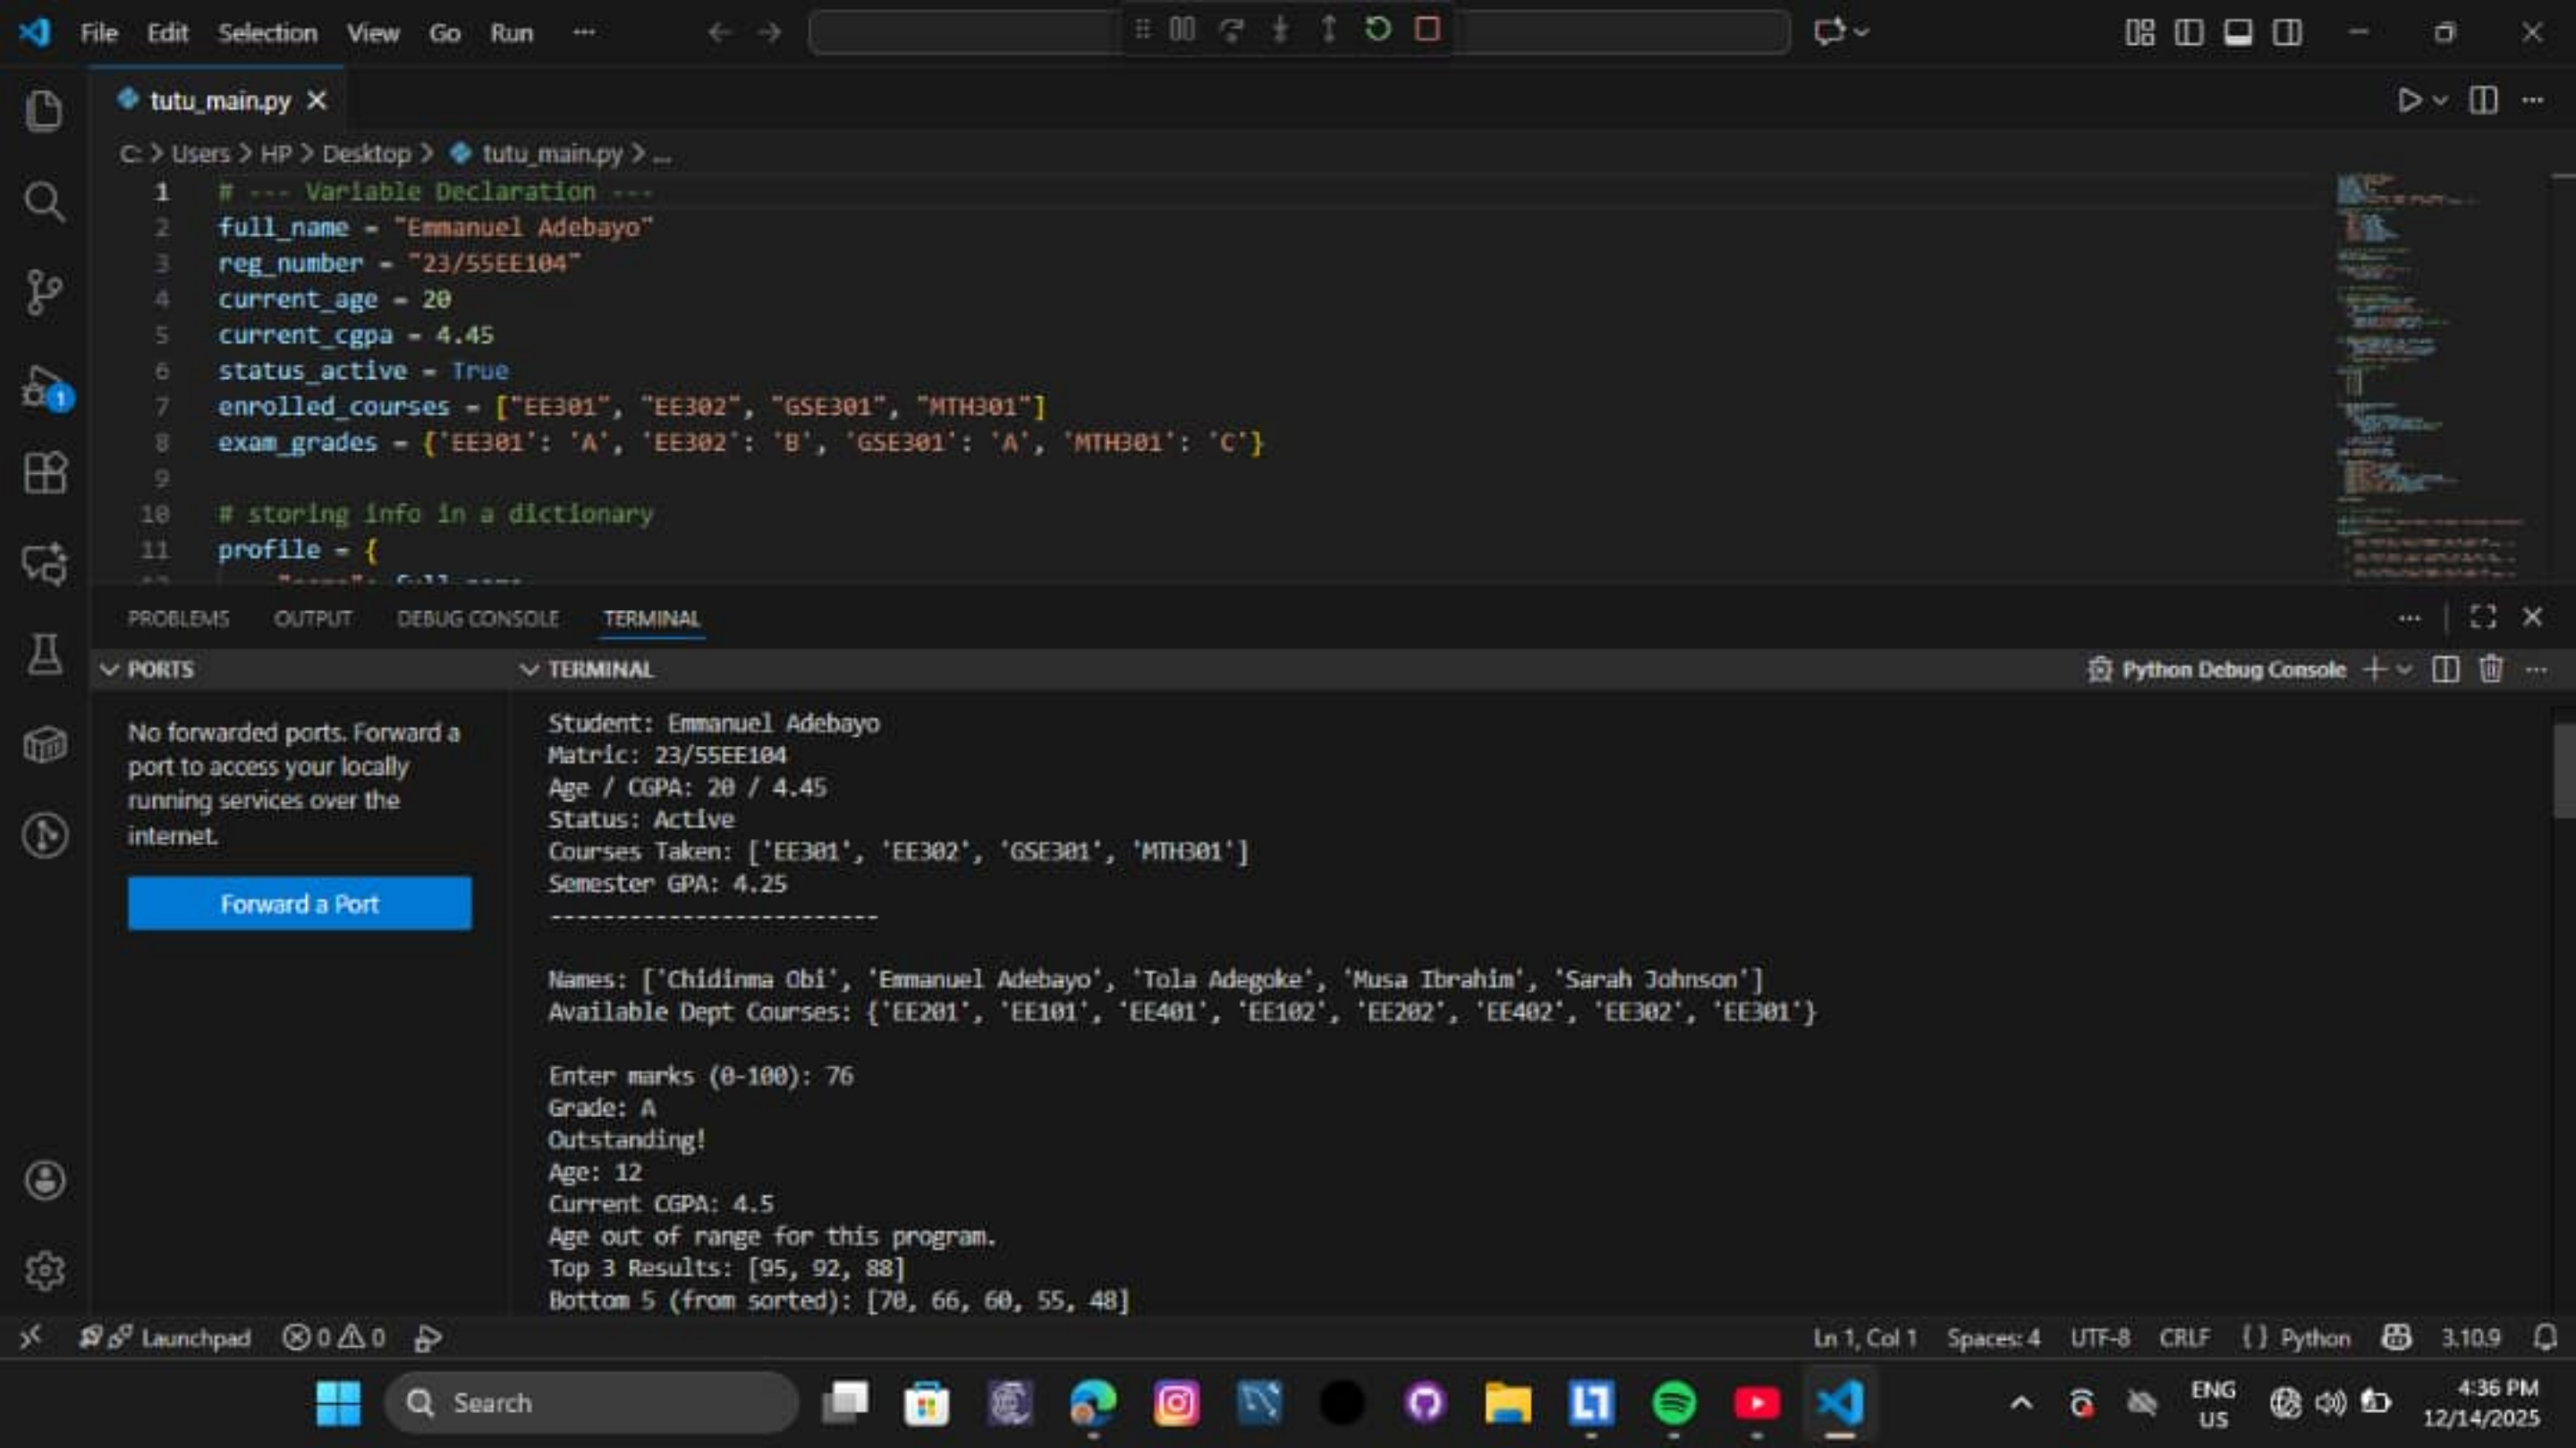 File Edit Selection View Go Run ...
tutu_main.py
C: > Users > HP > Desktop > tutu_main.py > ...
1 # --- Variable Declaration ---
2 full_name = "Emmanuel Adebayo"
3 reg_number = "23/55EE104"
4 current_age = 20
5 current_cgpa = 4.45
6 status_active = True
7 enrolled_courses = ["EE301", "EE302", "GSE301", "MTH301"]
8 exam_grades = {'EE301': 'A', 'EE302': 'B', 'GSE301': 'A', 'MTH301': 'C'}
9
10 # storing info in a dictionary
11 profile = {
PROBLEMS OUTPUT DEBUG CONSOLE TERMINAL
PORTS
No forwarded ports. Forward a
port to access your locally
running services over the
internet.
Forward a Port
TERMINAL
Python Debug Console
Student: Emmanuel Adebayo
Matric: 23/55EE104
Age / CGPA: 20 / 4.45
Status: Active
Courses Taken: ['EE301', 'EE302', 'GSE301', 'MTH301']
Semester GPA: 4.25
-------------------------
Names: ['Chidinma Obi', 'Emmanuel Adebayo', 'Tola Adegoke', 'Musa Ibrahim', 'Sarah Johnson']
Available Dept Courses: {'EE201', 'EE101', 'EE401', 'EE102', 'EE202', 'EE402', 'EE302', 'EE301'}
Enter marks (0-100): 76
Grade: A
Outstanding!
Age: 12
Current CGPA: 4.5
Age out of range for this program.
Top 3 Results: [95, 92, 88]
Bottom 5 (from sorted): [70, 66, 60, 55, 48]
1
Launchpad 0 0
Ln 1, Col 1 Spaces: 4 UTF-8 CRLF {} Python 3.10.9
Search
ENG
US
4:36 PM
12/14/2025